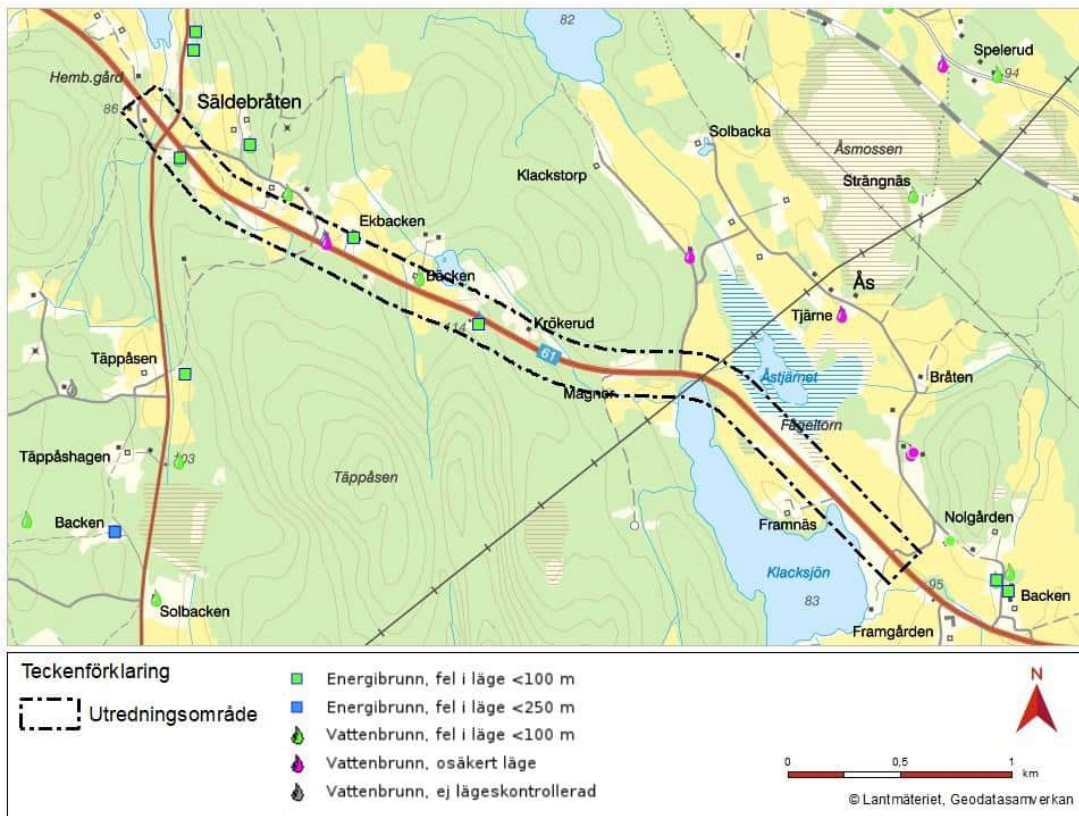 82
Spelerud
94
Hemb.gård
86
Säldebråten
Solbacka
Klackstorp
Åsmossen
Strängnäs
Ekbacken
Bäcken
Ås
Tjärne
114
Krökerud
61
Täppåsen
Åstjärnet
Bråten
Magnor
Fågeltorn
Täppåshagen
103
Täppåsen
Backen
Framnäs
Nolgården
Klacksjön
83
95
Backen
Solbacken
Framgården
Teckenförklaring
Utredningsområde
Energibrunn, fel i läge <100 m
Energibrunn, fel i läge <250 m
Vattenbrunn, fel i läge <100 m
Vattenbrunn, osäkert läge
Vattenbrunn, ej lägeskontrollerad
N
0 0,5 1
km
© Lantmäteriet, Geodatasamverkan